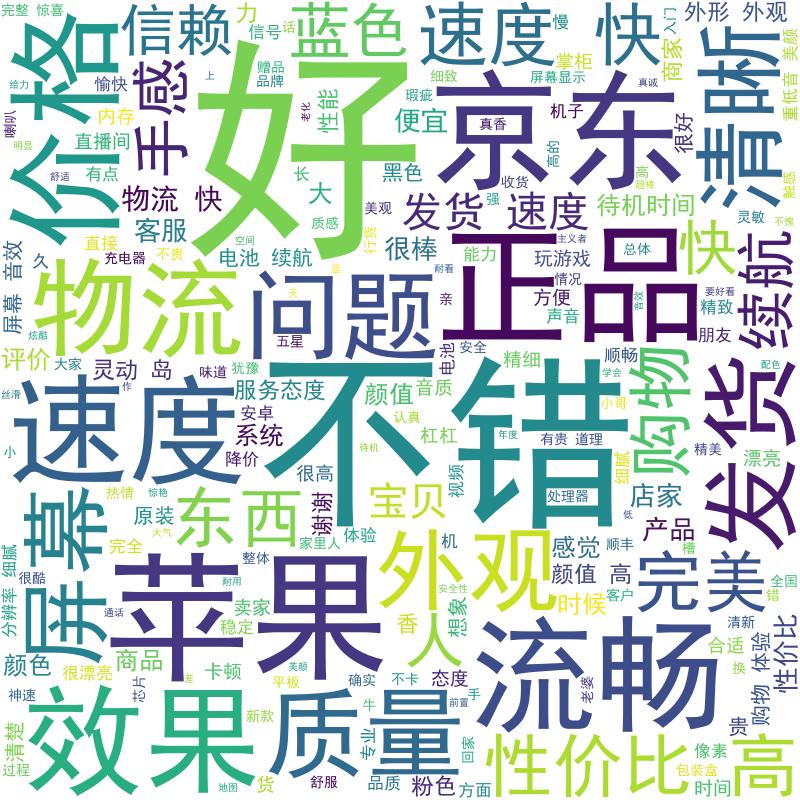 完整 惊喜
信赖
力
信号
话
蓝色
速度 快
慢
入门
外形 外观
价格
给力
愉快
手感
上
好
赠品
品牌
老化
性能
细致
掌柜
屏幕显示
商家
真诚
清晰
重低音
美颜
喇叭
明显
内存
直播间
有点
舒适
瑕疵
便宜
京东
真香
机子
高的
很好
高
超棒
触感
物流 快
长
大
质感
黑色
美观
收货
强
发货 速度
待机时间
灵敏
不愧
音效
屏幕
久
直接
客服
充电器
不贵
电池 续航
空间
行货
很棒
能力
正品
主义者
玩游戏
情况
总体
快
续航
物流
蓝
天
五星
问题
耐看
亲
方便
声音
音效
要好看
精致
朋友
炫酷
评价
大家
灵动 岛
味道
犹豫
电池
安全
精细
顺畅
学会
配色
丝滑
作
服务态度
颜值
音质
购物
小哥
速度
安卓
系统
降价
不错
认真
杠杠
待机
年度
有贵 道理
细腻
精美
漂亮
发货
小
很高
视频
处理器
店家
低
热情
惊艳
屏幕
原装
东西
谢谢
宝贝
产品
槽
完全
大气
体验
家里人
机
外观
感觉
顺丰
分辨率 细腻
很酷
整体
耐用
苹果
颜值 高
完美
全国
错
通话
卖家
稳定
香
人
想象
安全性
时候
客户
清新
颜色
很漂亮
商品
卡顿
美颜
不卡
态度
流畅
合适
换
购物 体验
性价比
神速
芯片
差
平板
确实
手
老婆
贵
清楚
过程
效果
新款
质量
牛
专业
前置
回家
像素
地图
货
舒服
品质
粉色
方面
性价比
高
包装盒
时间